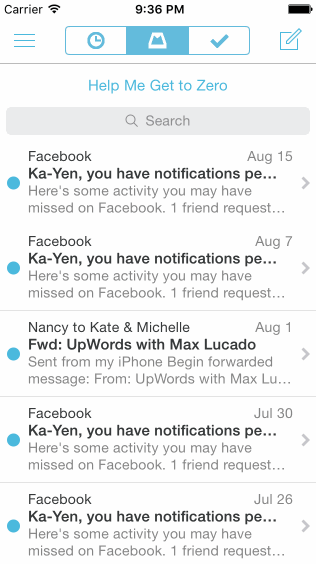 Carrier 9:36 PM
Help Me Get to Zero
Search
Facebook Aug 15
Ka-Yen, you have notifications pe...
Here's some activity you may have
missed on Facebook. 1 friend request...
Facebook Aug 7
Ka-Yen, you have notifications pe...
Here's some activity you may have
missed on Facebook. 1 friend request...
Nancy to Kate & Michelle Aug 1
Fwd: UpWords with Max Lucado
Sent from my iPhone Begin forwarded
message: From: UpWords with Max Lu...
Facebook Jul 30
Ka-Yen, you have notifications pe...
Here's some activity you may have
missed on Facebook. 1 friend request...
Facebook Jul 26
Ka-Yen, you have notifications pe...
Here's some activity you may have
missed on Facebook. 1 friend request...